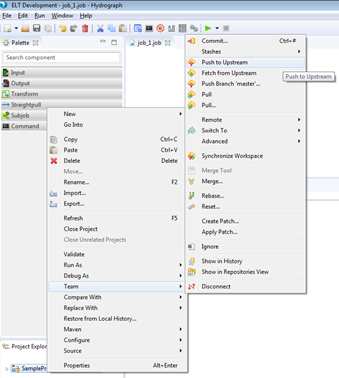 ELT Development - job_1.job - Hydrograph
File Edit Run Window Help
Palette
job_1.job
Search component
Input
Output
Transform
Straightpull
Subjob
Command
New
Go Into
Copy Ctrl+C
Paste Ctrl+V
Delete Delete
Move...
Rename... F2
Import...
Export...
Refresh F5
Close Project
Close Unrelated Projects
Validate
Run As
Debug As
Team
Compare With
Replace With
Restore from Local History...
Maven
Configure
Source
Properties Alt+Enter
Commit... Ctrl+#
Stashes
Push to Upstream
Fetch from Upstream
Push Branch 'master'...
Pull
Pull...
Remote
Switch To
Advanced
Synchronize Workspace
Merge Tool
Merge...
Rebase...
Reset...
Create Patch...
Apply Patch...
Ignore
Show in History
Show in Repositories View
Disconnect
Push to Upstream
Project Explor
SamplePr